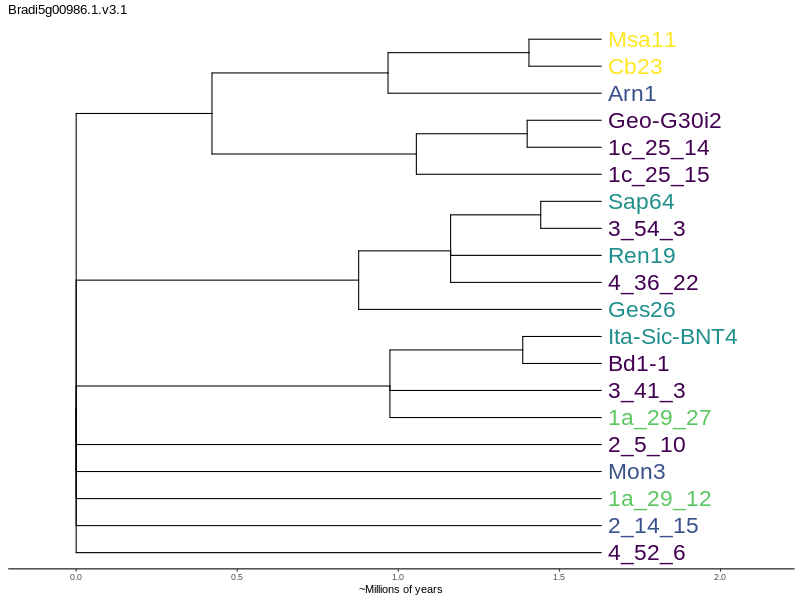 Bradi5g00986.1.v3.1
Msa11
Cb23
Arn1
Geo-G30i2
1c_25_14
1c_25_15
Sap64
3_54_3
Ren19
4_36_22
Ges26
Ita-Sic-BNT4
Bd1-1
3_41_3
1a_29_27
2_5_10
Mon3
1a_29_12
2_14_15
4_52_6
0.0 0.5 1.0 1.5 2.0
~Millions of years